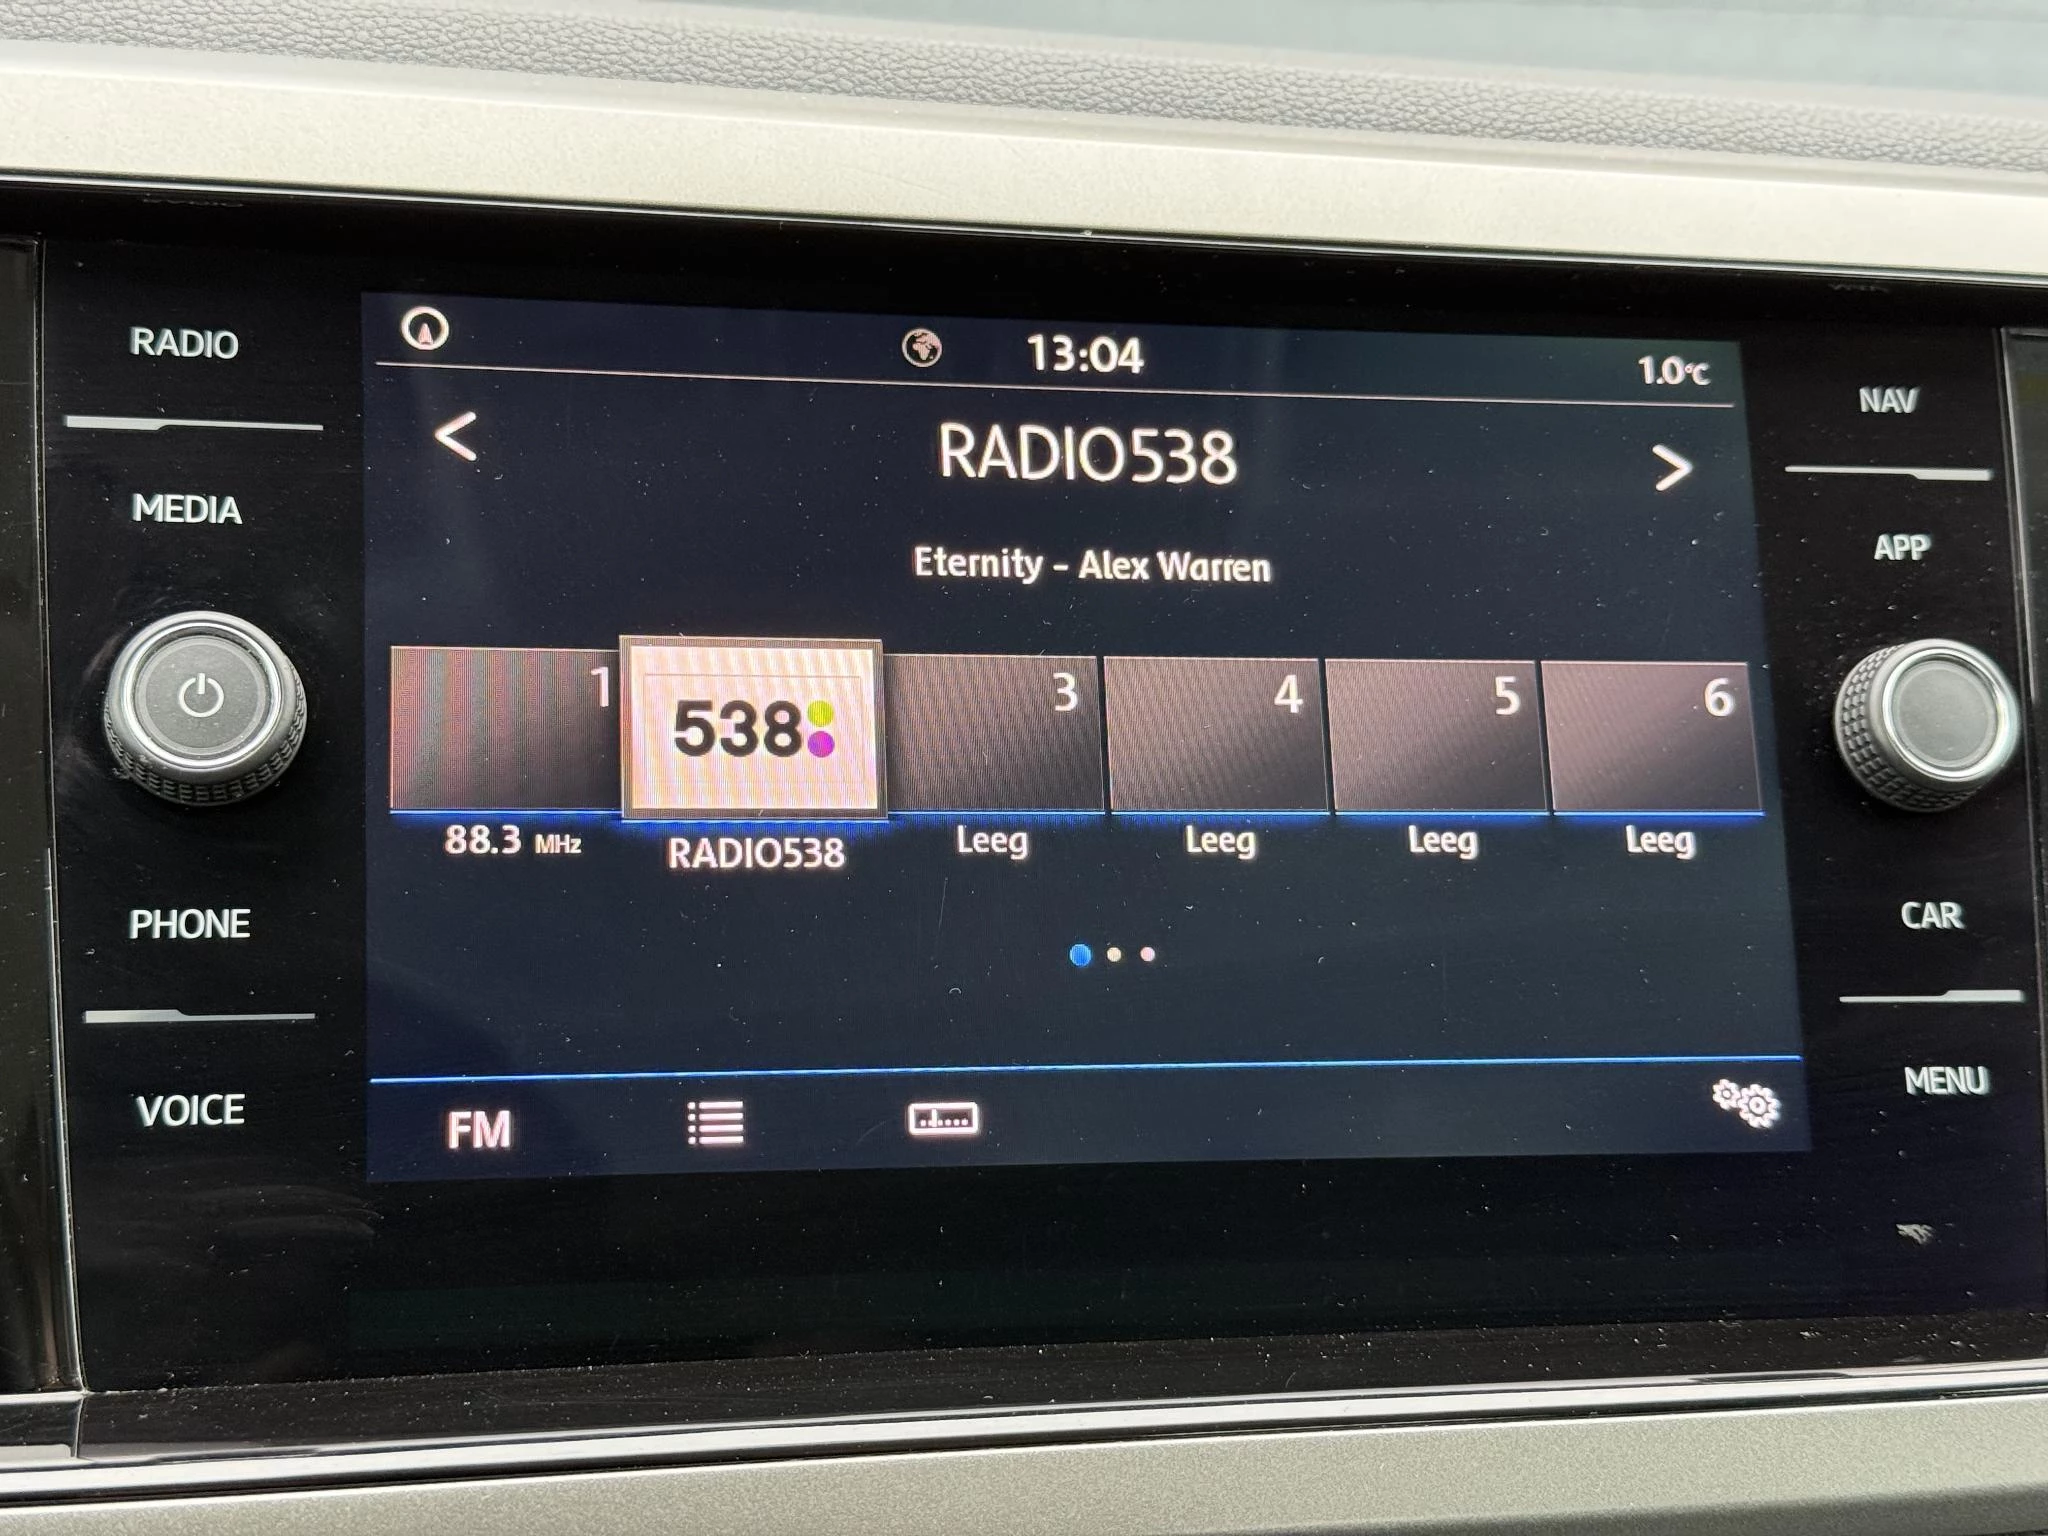 RADIO
MEDIA
PHONE
VOICE
13:04
1.0°C
<
RADIO538
>
Eternity - Alex Warren
1
538
3
4
5
6
88.3 MHz
RADIO538
Leeg
Leeg
Leeg
Leeg
FM
NAV
APP
CAR
MENU